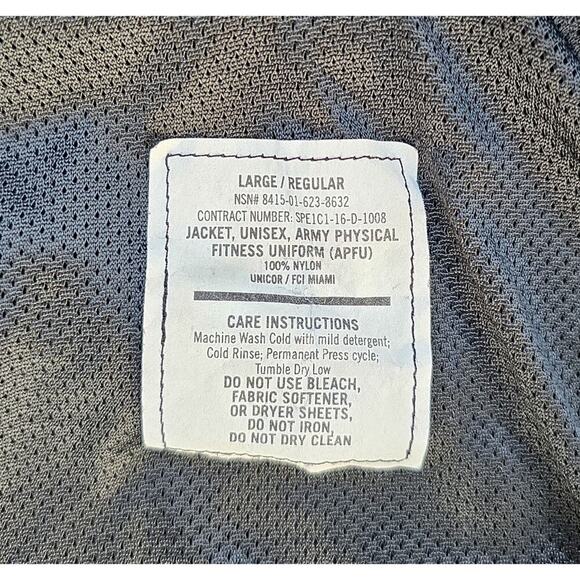 LARGE / REGULAR
NSN# 8415-01-623-8632
CONTRACT NUMBER: SPE1C1-16-D-1008
JACKET, UNISEX, ARMY PHYSICAL
FITNESS UNIFORM (APFU)
100% NYLON
UNICOR / FCI MIAMI
CARE INSTRUCTIONS
Machine Wash Cold with mild detergent;
Cold Rinse; Permanent Press cycle;
Tumble Dry Low
DO NOT USE BLEACH,
FABRIC SOFTENER,
OR DRYER SHEETS,
DO NOT IRON,
DO NOT DRY CLEAN